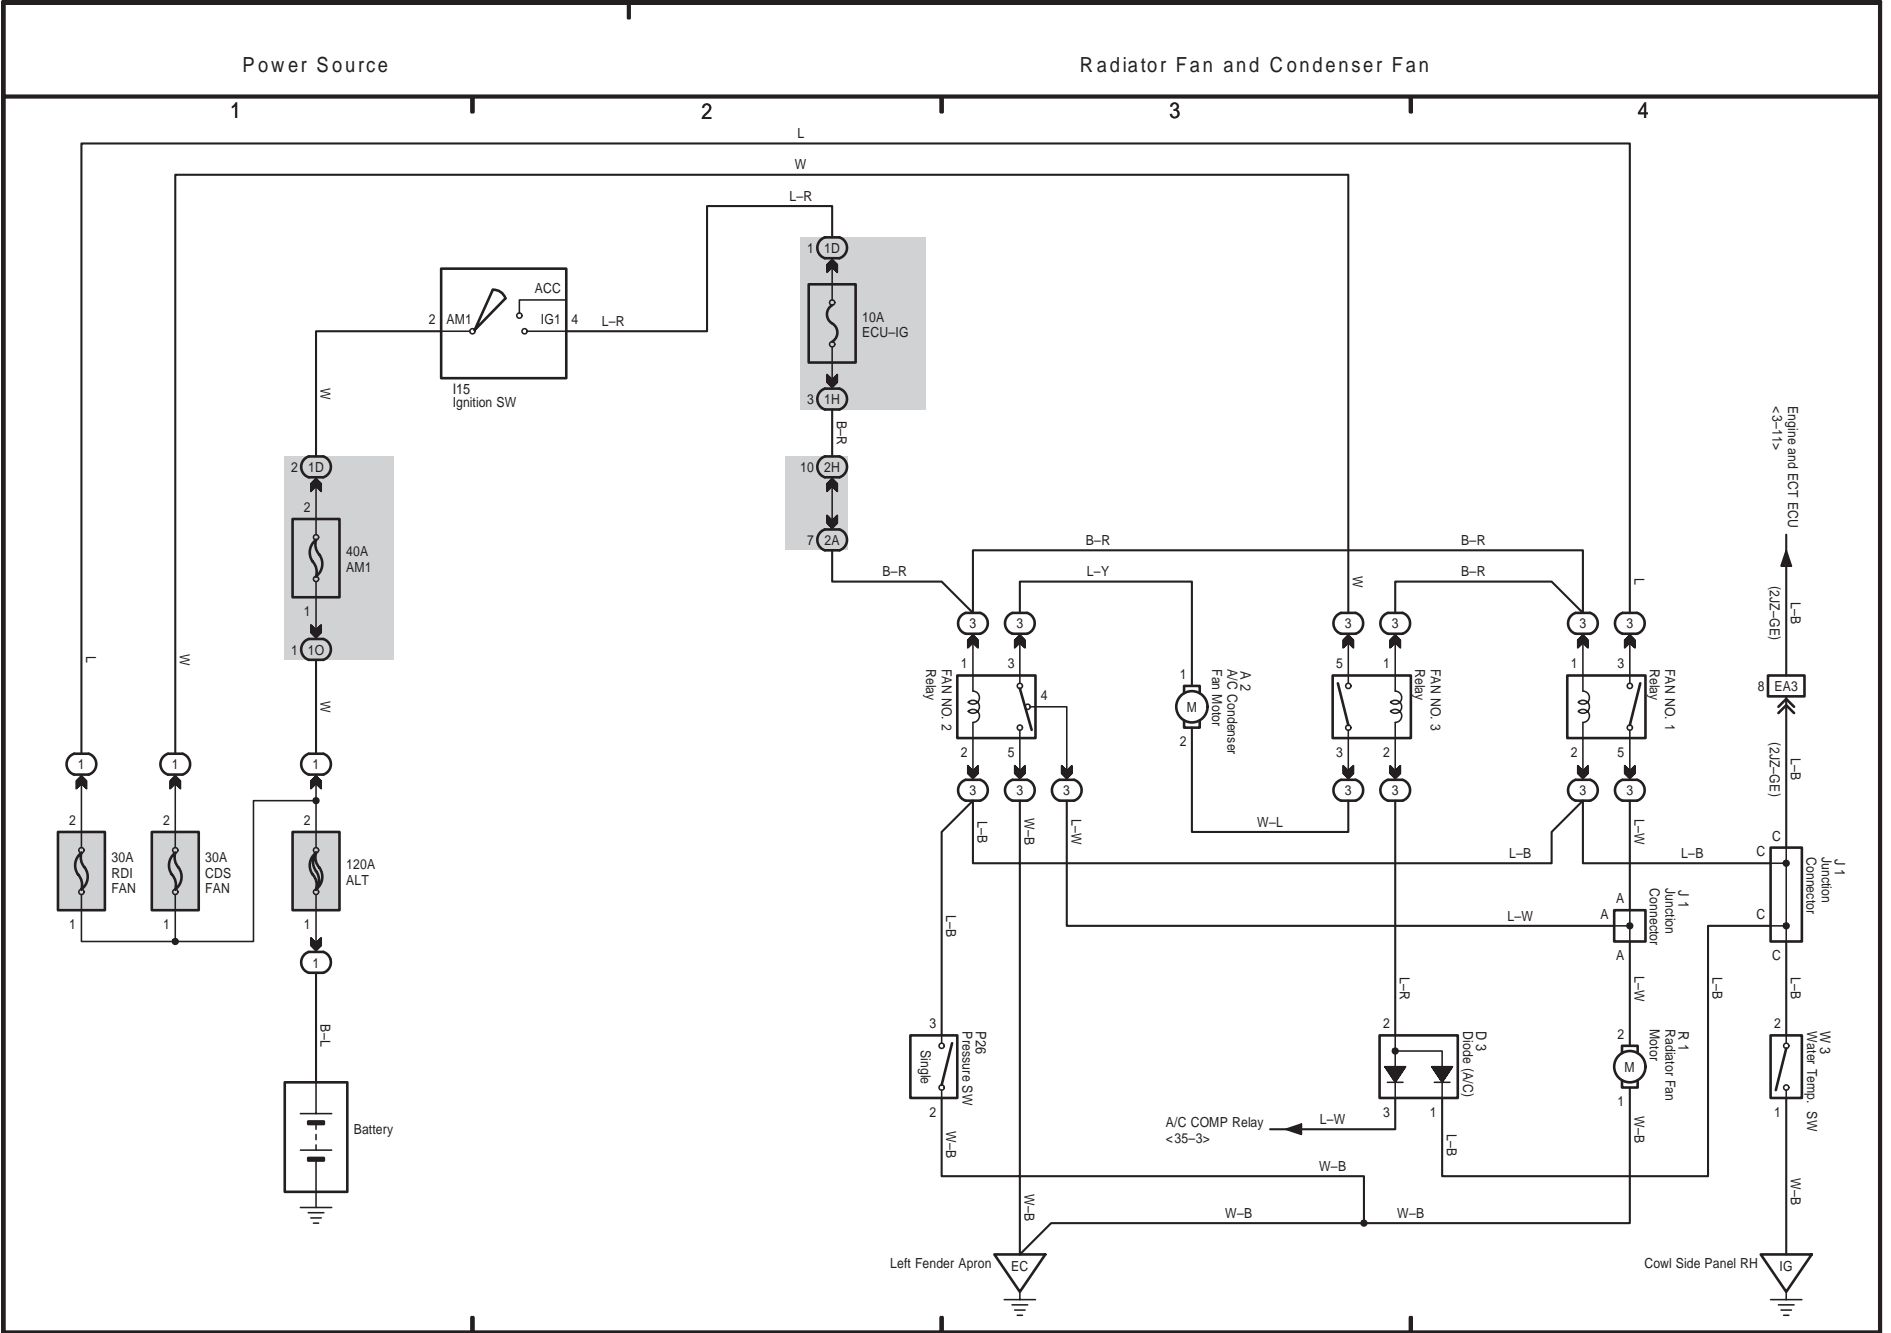 Power Source
Radiator Fan and Condenser Fan
1
2
3
4
L
W
L–R
1 1D
10A
ECU–IG
3 1H
B–R
10 2H
7 2A
B–R
ACC
2 AM1
IG1 4
L–R
I15
Ignition SW
W
2 1D
2
40A
AM1
1
1 1O
W
L
W
1
1
1
2
2
2
30A
RDI
FAN
30A
CDS
FAN
120A
ALT
1
1
1
1
B–L
Battery
B–R
B–R
L–Y
B–R
W
L
3
3
3
3
3
3
1
3
5
1
1
3
4
FAN NO. 2
Relay
1
M
2
A 2
A/C Condenser
Fan Motor
FAN NO. 3
Relay
FAN NO. 1
Relay
2
5
3
2
2
5
3
3
3
3
3
3
3
L–B
W–B
L–W
W–L
L–W
L–B
L–B
L–W
L–B
Engine and ECT ECU
<3–11>
L–B
(2JZ–GE)
8 EA3
L–B
(2JZ–GE)
C
C
J 1
Junction
Connector
C
C
A
A
J 1
Junction
Connector
A
L–R
L–W
L–B
L–B
3
Single
P26
Pressure SW
2
W–B
2
D 3
Diode (A/C)
3
1
L–W
A/C COMP Relay
<35–3>
L–B
2
M
R 1
Radiator Fan
Motor
1
W–B
2
W 3
Water Temp. SW
1
W–B
W–B
W–B
W–B
W–B
Left Fender Apron
EC
Cowl Side Panel RH
IG